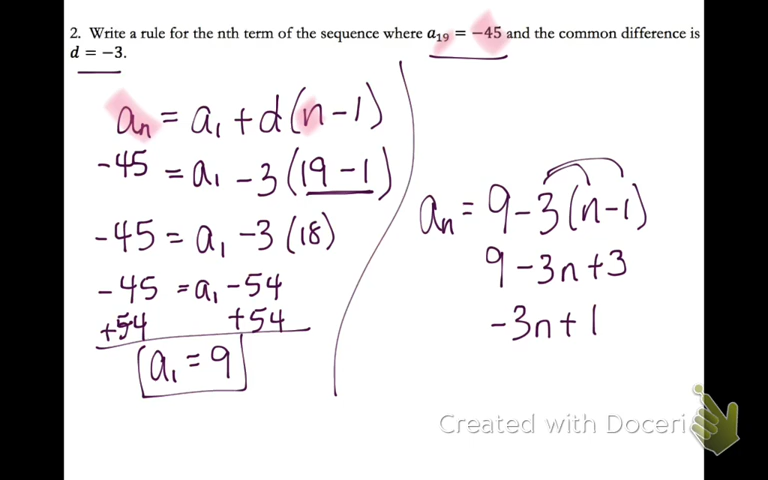 2. Write a rule for the nth term of the sequence where a₁₉ = −45 and the common difference is
d = −3.
aₙ = a₁ + d(n−1)
-45 = a₁ − 3(19−1)
-45 = a₁ − 3(18)
-45 = a₁ − 54
+54 +54
a₁ = 9
aₙ = 9 − 3(n−1)
9 − 3n + 3
-3n + 1
Created with Doceri